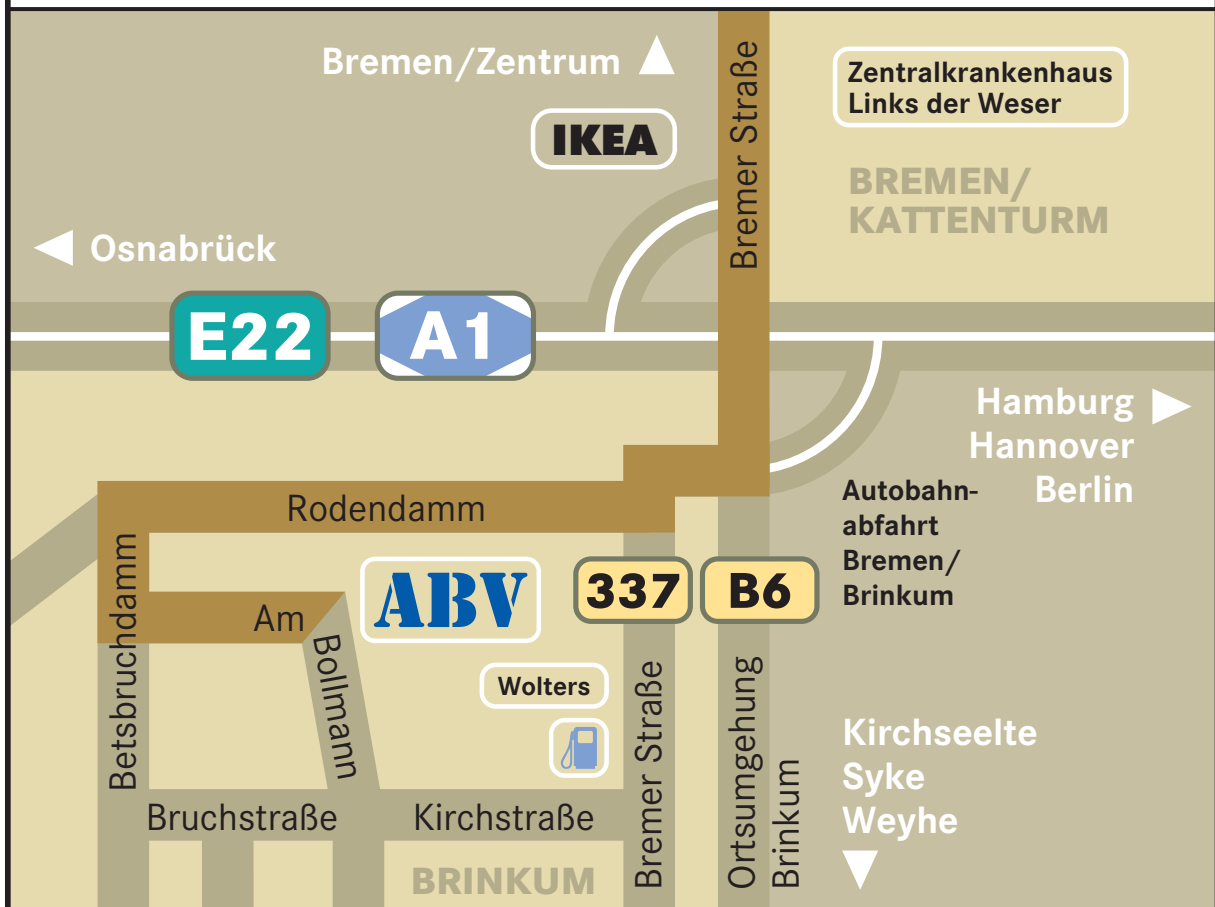 Bremen/Zentrum
IKEA
Bremer Straße
Zentralkrankenhaus
Links der Weser
BREMEN/
KATTENTURM
Osnabrück
E22
A1
Hamburg
Hannover
Berlin
Autobahn-
abfahrt
Bremen/
Brinkum
Rodendamm
Betsbruchdamm
Am
Bollmann
ABV
337
B6
Wolters
Bremer Straße
Ortsumgehung
Brinkum
Kirchseelte
Syke
Weyhe
Bruchstraße
Kirchstraße
BRINKUM